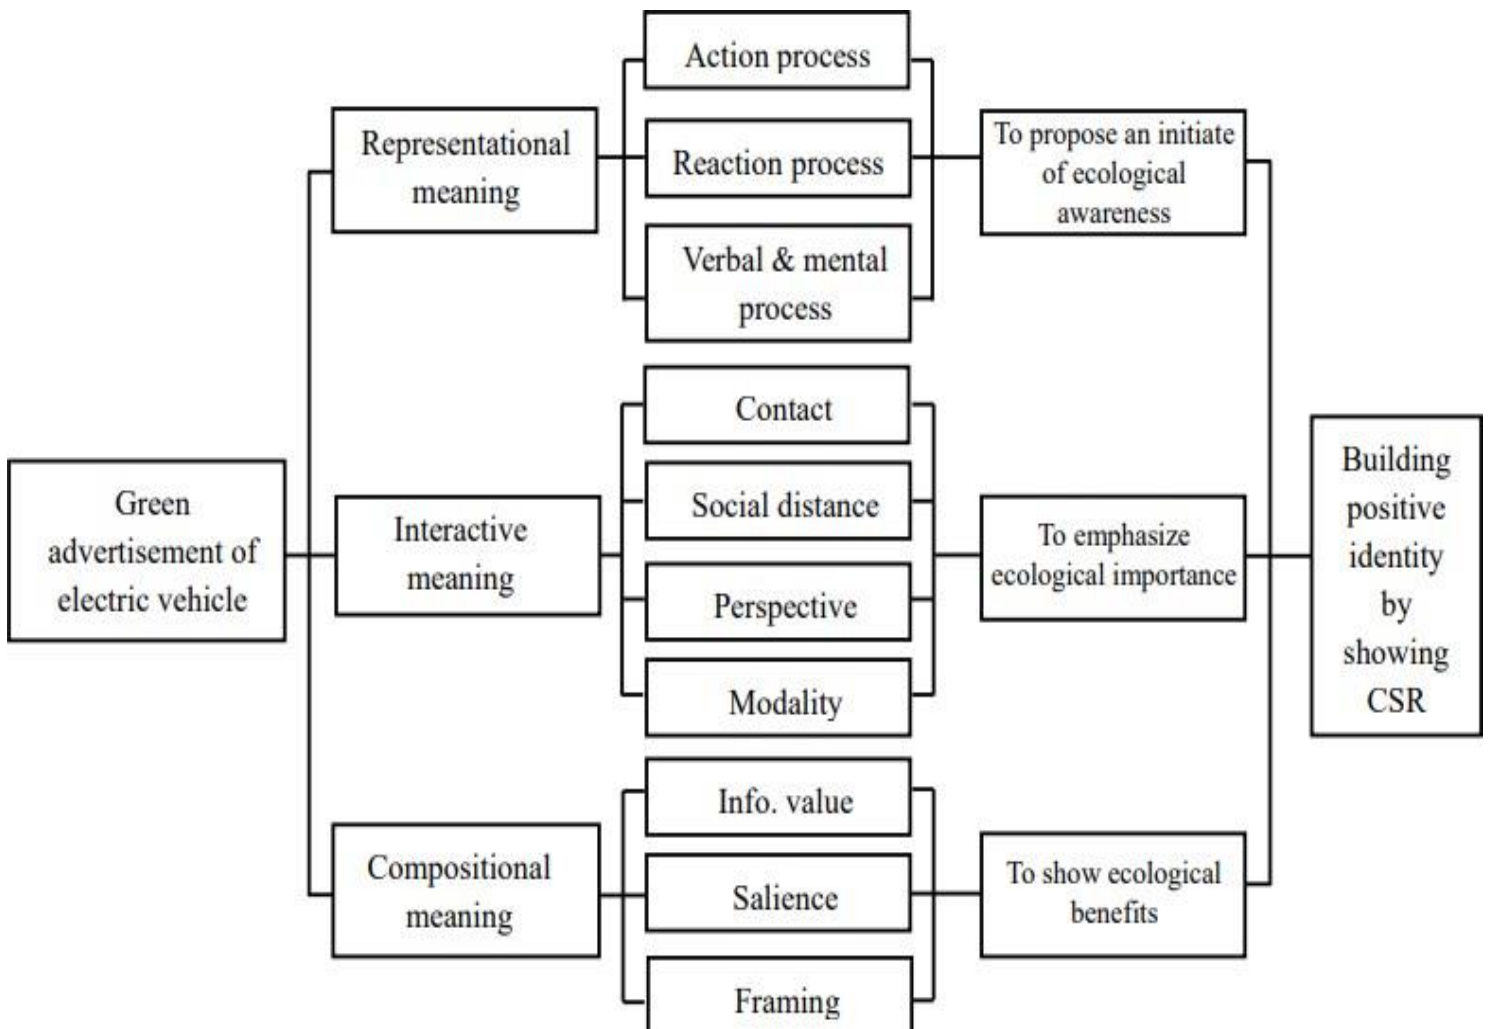 Green
advertisement of
electric vehicle
Representational
meaning
Interactive
meaning
Compositional
meaning
Action process
Reaction process
Verbal & mental
process
Contact
Social distance
Perspective
Modality
Info. value
Salience
Framing
To propose an initiate
of ecological
awareness
To emphasize
ecological importance
To show ecological
benefits
Building
positive
identity
by
showing
CSR